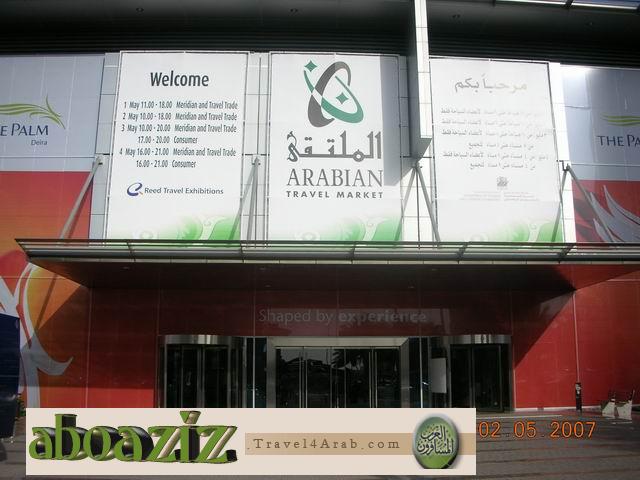 THE PALM
Deira
Welcome
1 May 11.00 - 18.00 Meridian and Travel Trade
2 May 10.00 - 18.00 Meridian and Travel Trade
3 May 10.00 - 20.00 Meridian and Travel Trade
17.00 - 20.00 Consumer
4 May 16.00 - 21.00 Meridian and Travel Trade
16.00 - 21.00 Consumer
Reed Travel Exhibitions
الملتقى
ARABIAN
TRAVEL MARKET
مرحباً بكم
THE PA
Shaped by experience
aboaziz
.Travel4Arab.com
العرب
المسافرون
02.05.2007